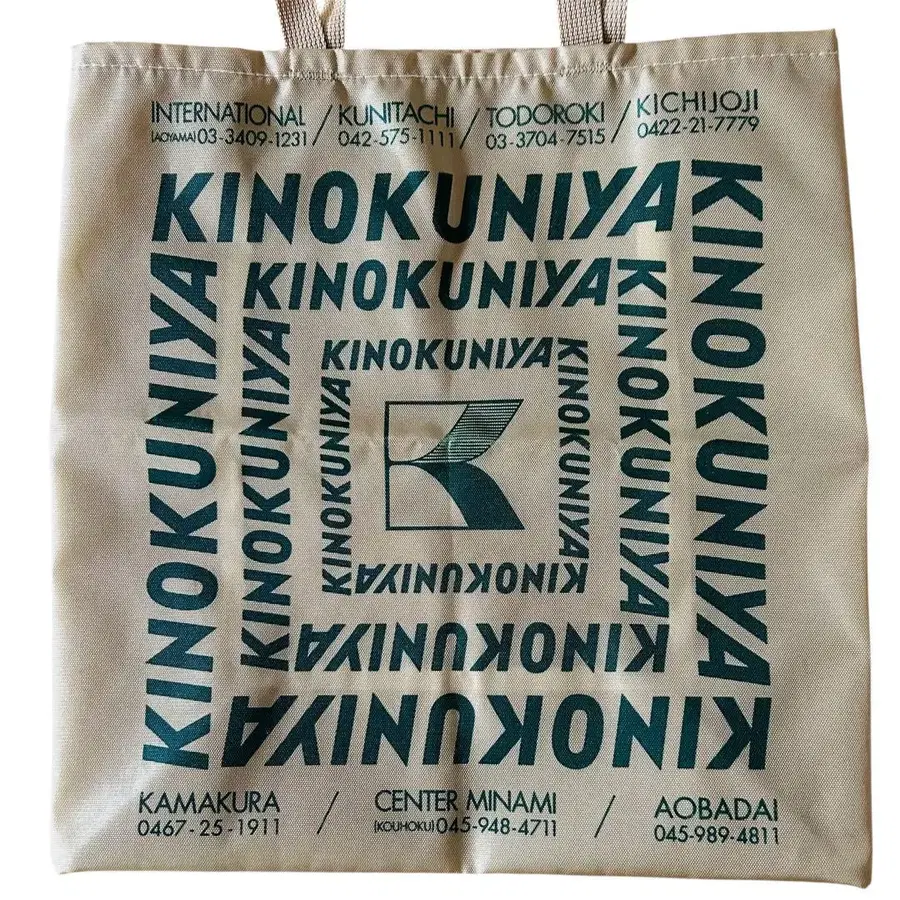 INTERNATIONAL / KUNITACHI / TODOROKI / KICHIJOJI
(AOYAMA)03-3409-1231 042-575-1111 03-3704-7515 0422-21-7779
KINOKUNIYA
KINOKUNIYA
KINOKUNIYA
KINOKUNIYA
KINOKUNIYA
KINOKUNIYA
KINOKUNIYA
KINOKUNIYA
KINOKUNIYA
KINOKUNIYA
KINOKUNIYA
KINOKUNIYA
KAMAKURA / CENTER MINAMI / AOBADAI
0467-25-1911 (KOUHOKU)045-948-4711 045-989-4811